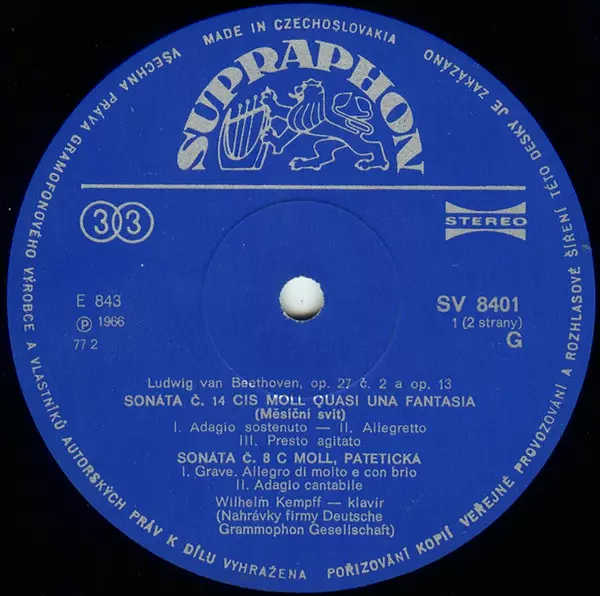 MADE IN CZECHOSLOVAKIA
SUPRAPHON
33
STEREO
E 843
℗ 1966
77 2
SV 8401
1 (2 strany)
G
Ludwig van Beethoven, op. 27 č. 2 a op. 13
SONÁTA Č. 14 CIS MOLL QUASI UNA FANTASIA
(Měsíční svit)
I. Adagio sostenuto — II. Allegretto
III. Presto agitato
SONÁTA Č. 8 C MOLL, PATETICKÁ
I. Grave. Allegro di molto e con brio
II. Adagio cantabile
Wilhelm Kempff — klavír
(Nahrávky firmy Deutsche
Grammophon Gesellschaft)
VŠECHNA PRÁVA GRAMOFONOVÉHO VÝROBCE A VLASTNÍKŮ AUTORSKÝCH PRÁV K DÍLU VYHRAŽENA
POŘIZOVÁNÍ KOPIÍ VEŘEJNÉ PROVOZOVÁNÍ A ROZHLASOVÉ ŠÍŘENÍ TÉTO DESKY JE ZAKÁZÁNO